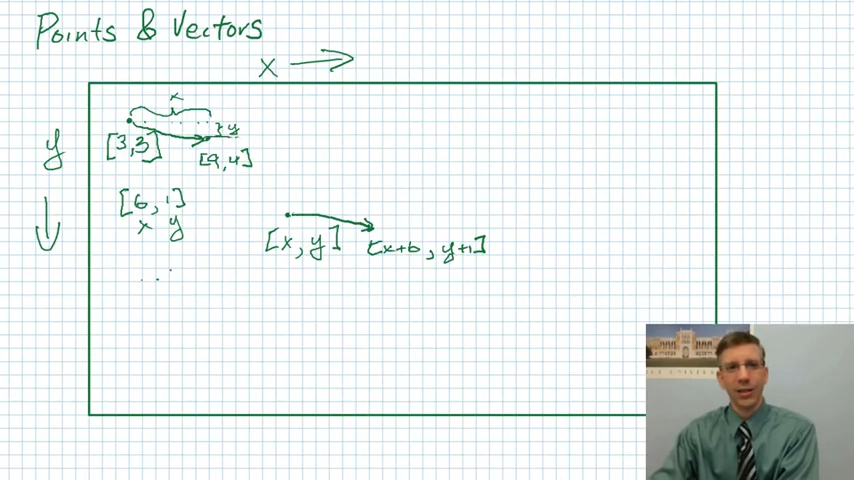 Points & Vectors
x
x
y
y
[3,3]
[9,4]
[6,1]
x y
[x,y]
[x+6,y+1]